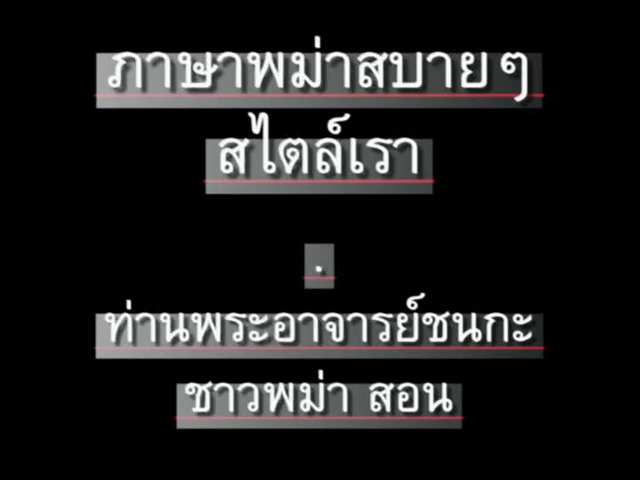 ภาษาพม่าสบายๆ
สไตล์เรา
.
ท่านพระอาจารย์ชนกะ
ชาวพม่า สอน